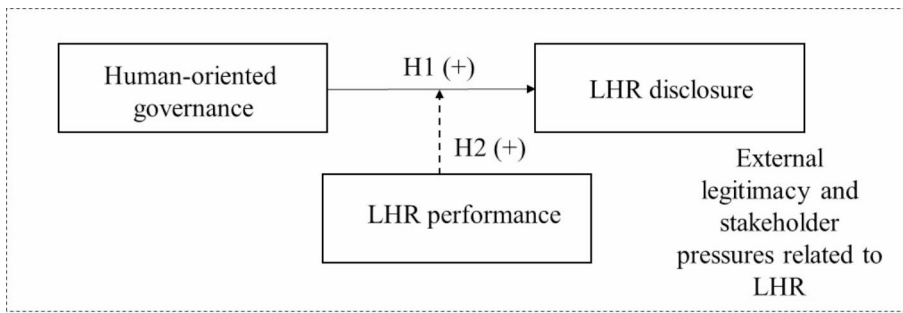 Human-oriented
governance
H1 (+)
LHR disclosure
H2 (+)
LHR performance
External
legitimacy and
stakeholder
pressures related to
LHR